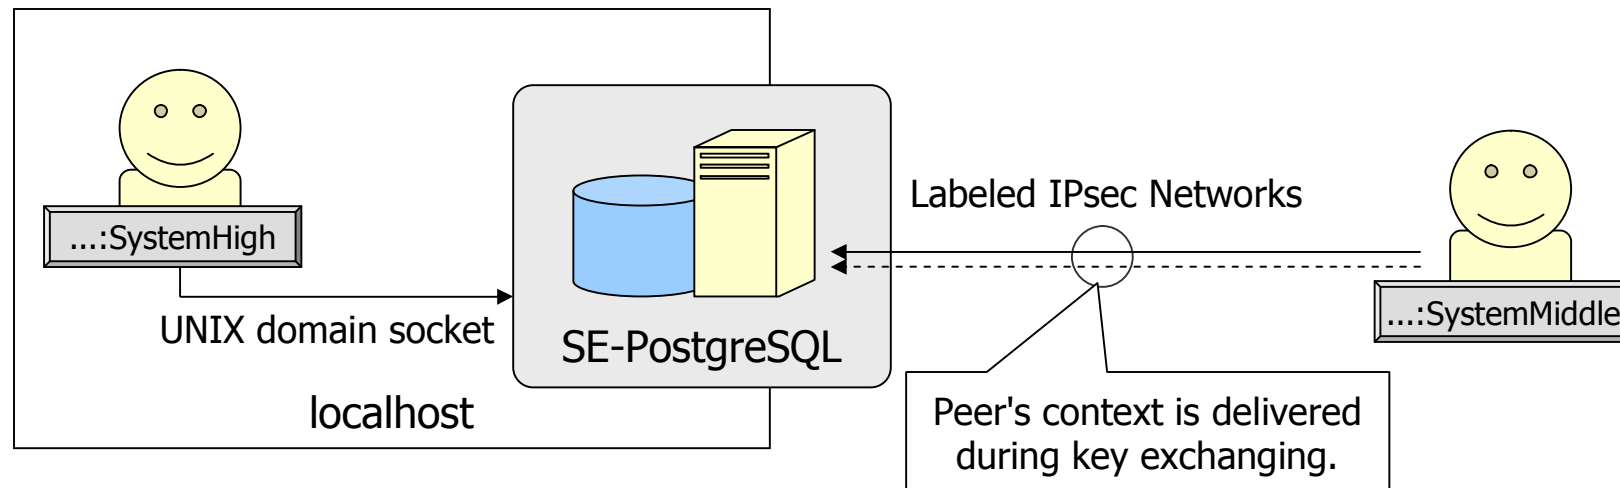 ...:SystemHigh
UNIX domain socket
localhost
SE-PostgreSQL
Labeled IPsec Networks
...:SystemMiddle
Peer's context is delivered
during key exchanging.